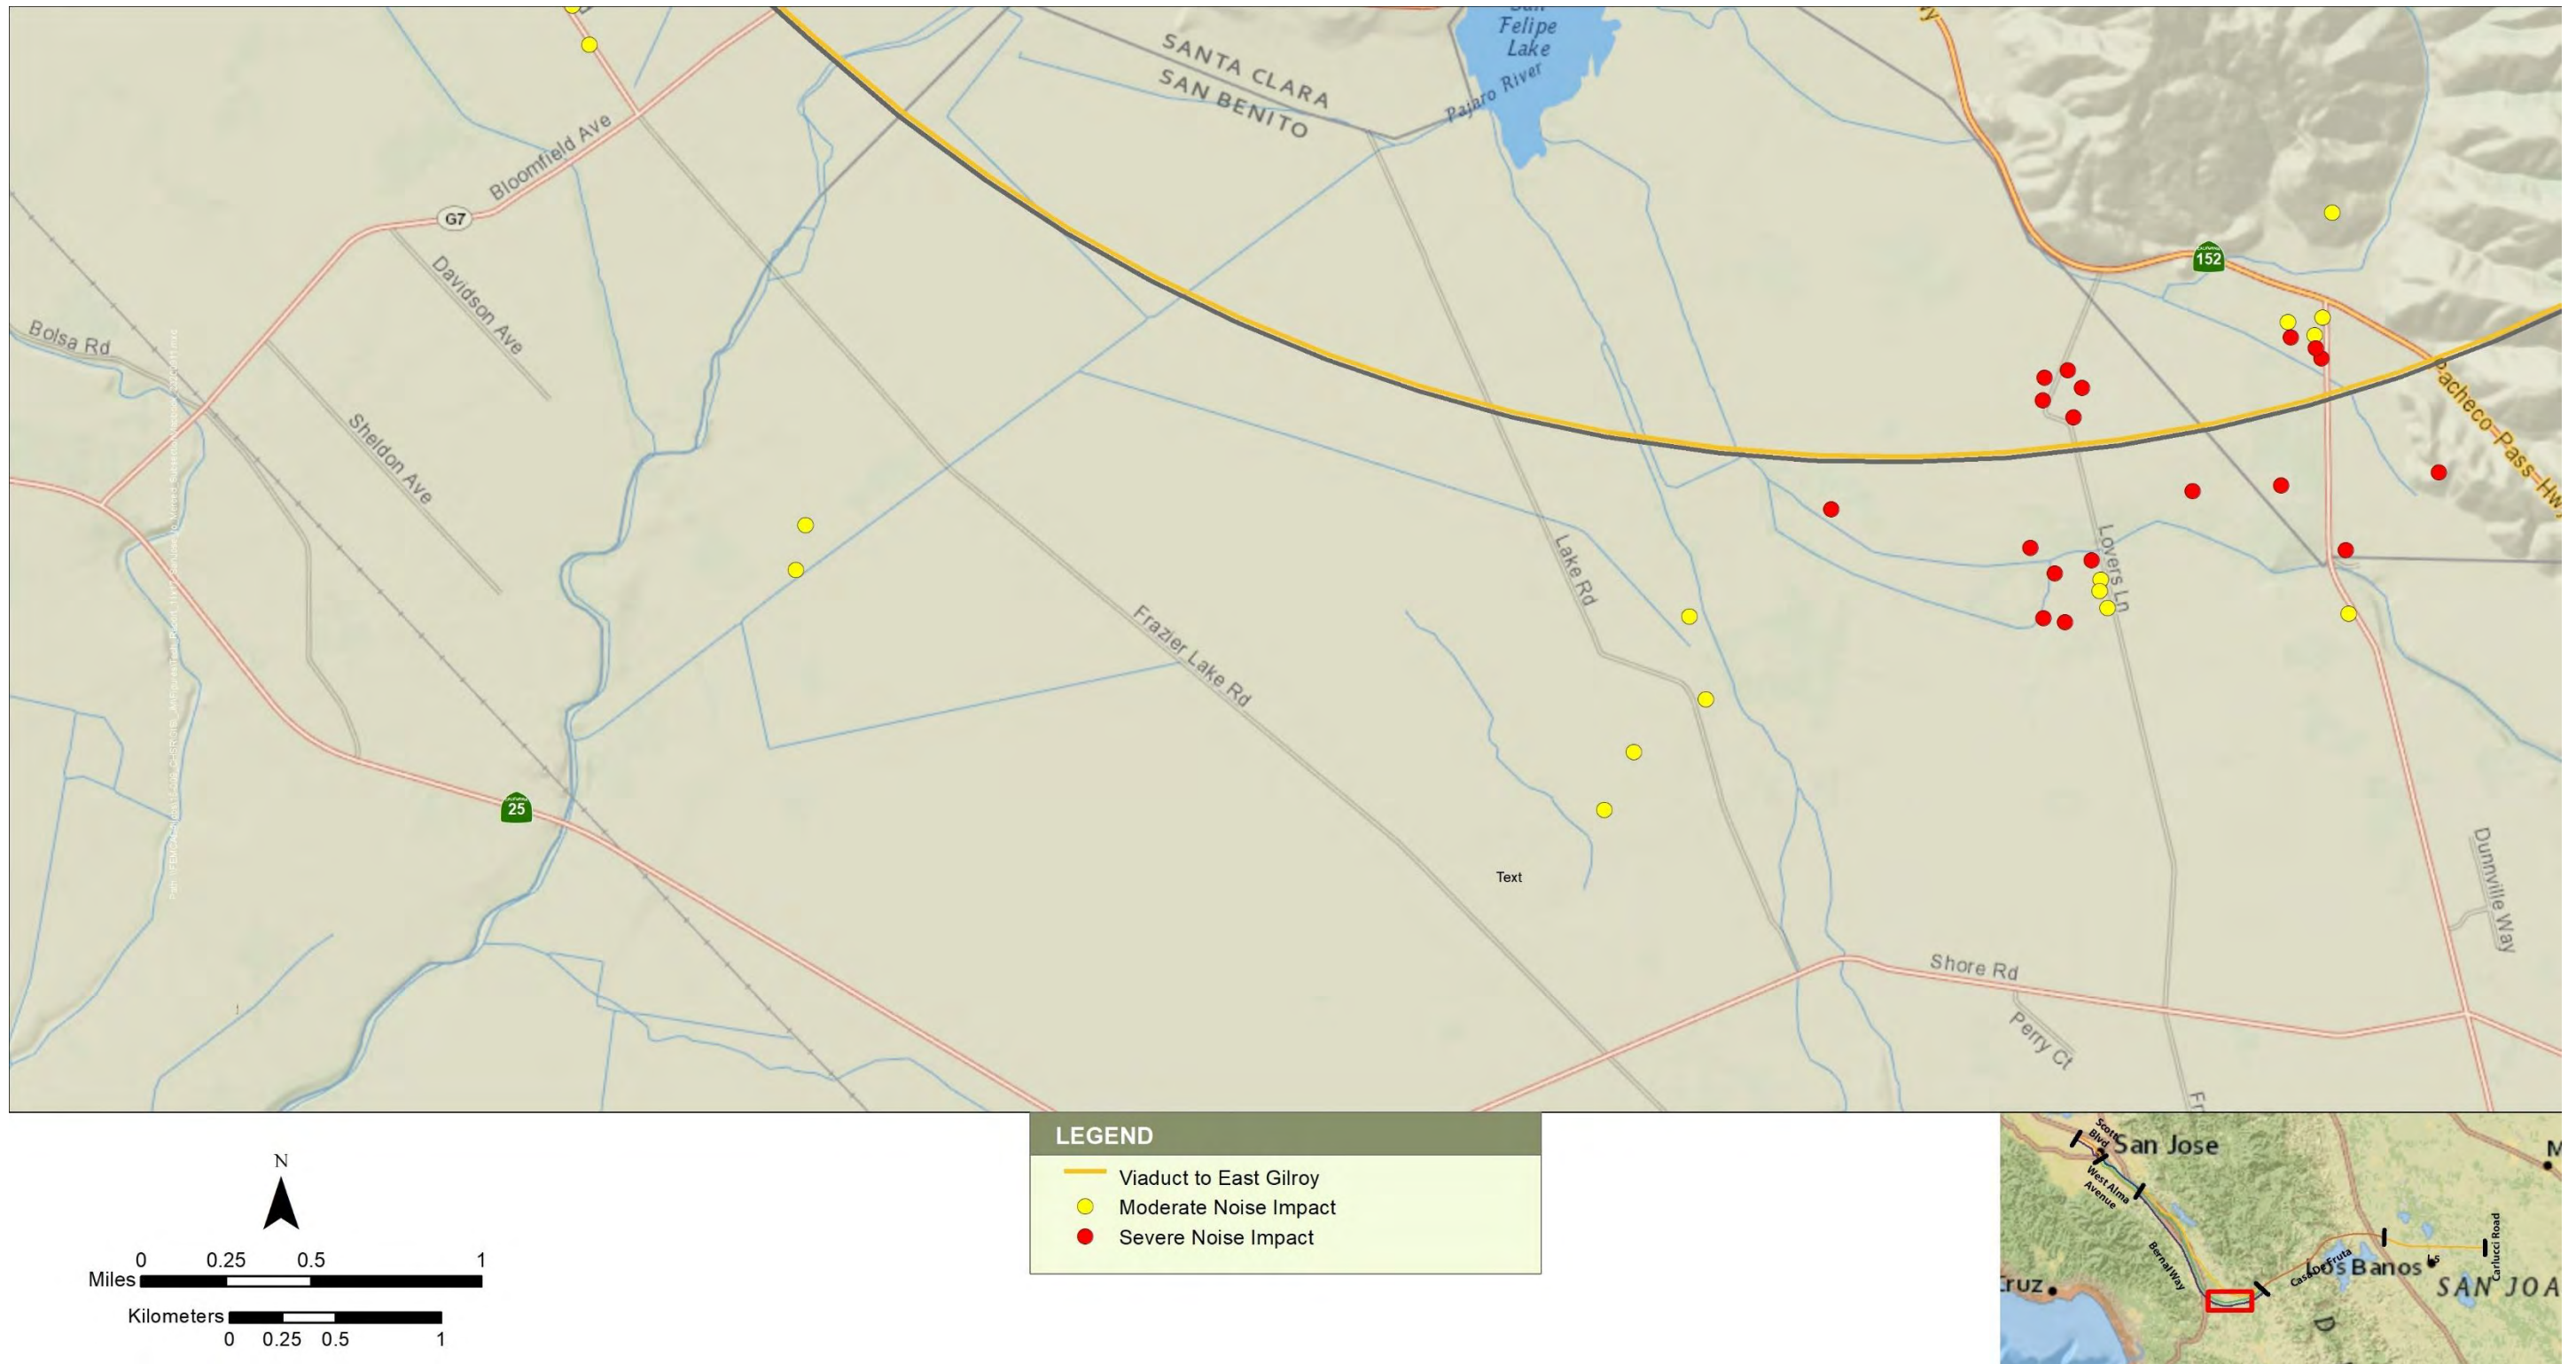 San
Felipe
Lake
Pajaro River
SANTA CLARA
SAN BENITO
Bloomfield Ave
G7
Davidson Ave
Bolsa Rd
Sheldon Ave
152
Pacheco Pass Hwy
Lake Rd
Lovers Ln
Frazier Lake Rd
25
Text
Dunnville Way
Shore Rd
Perry Ct
LEGEND
Viaduct to East Gilroy
Moderate Noise Impact
Severe Noise Impact
N
0 0.25 0.5 1
Miles
Kilometers
0 0.25 0.5 1
Scott
Blvd
San Jose
West Alma
Avenue
Bernal Way
Casa De Fruta
Los Banos
Carlucci Road
SAN JOA